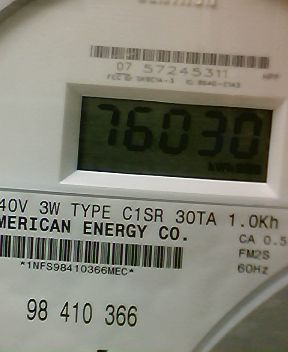 07 57245311
76030
40V 3W TYPE C1SR 30TA 1.0Kh
MERICAN ENERGY CO.
CA 0.5
FM2S
*1NFS98410366MEC*
60Hz
98 410 366